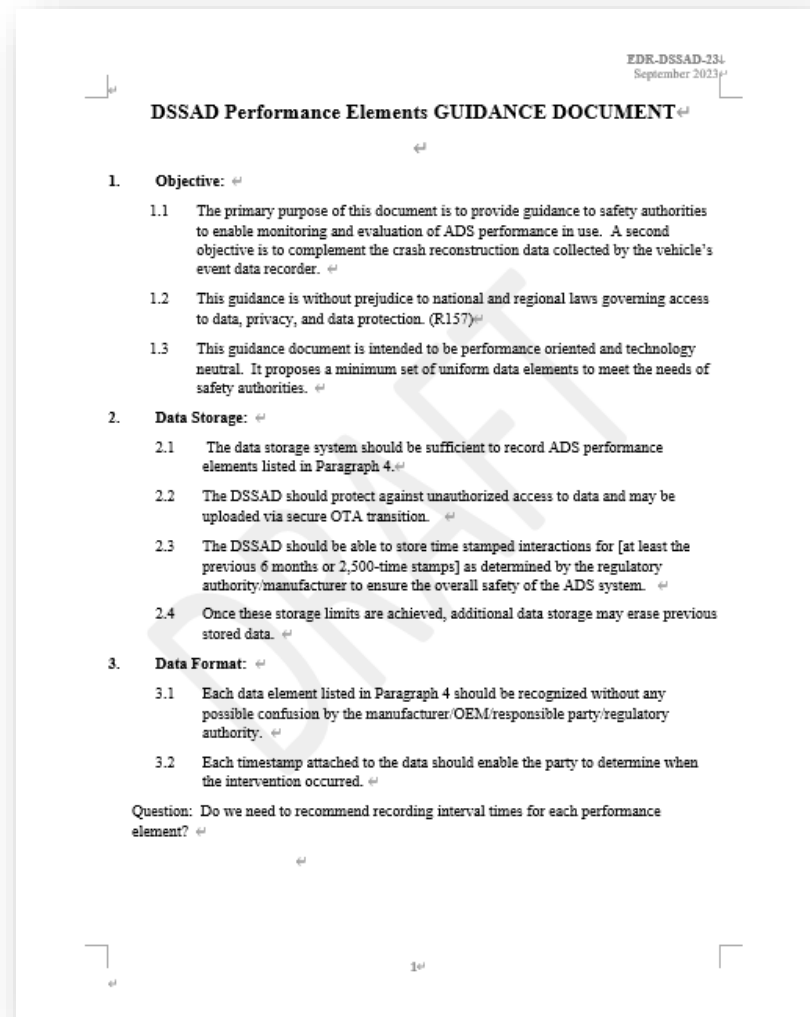 EDR-DSSAD-23
September 2023
DSSAD Performance Elements GUIDANCE DOCUMENT
1. Objective:
1.1 The primary purpose of this document is to provide guidance to safety authorities
to enable monitoring and evaluation of ADS performance in use. A second
objective is to complement the crash reconstruction data collected by the vehicle's
event data recorder.
1.2 This guidance is without prejudice to national and regional laws governing access
to data, privacy, and data protection. (R157)
1.3 This guidance document is intended to be performance oriented and technology
neutral. It proposes a minimum set of uniform data elements to meet the needs of
safety authorities.
2. Data Storage:
2.1 The data storage system should be sufficient to record ADS performance
elements listed in Paragraph 4.
2.2 The DSSAD should protect against unauthorized access to data and may be
uploaded via secure OTA transition.
2.3 The DSSAD should be able to store time stamped interactions for [at least the
previous 6 months or 2,500-time stamps] as determined by the regulatory
authority/manufacturer to ensure the overall safety of the ADS system.
2.4 Once these storage limits are achieved, additional data storage may erase previous
stored data.
3. Data Format:
3.1 Each data element listed in Paragraph 4 should be recognized without any
possible confusion by the manufacturer/OEM/responsible party/regulatory
authority.
3.2 Each timestamp attached to the data should enable the party to determine when
the intervention occurred.
Question: Do we need to recommend recording interval times for each performance
element?
DRAFT
1